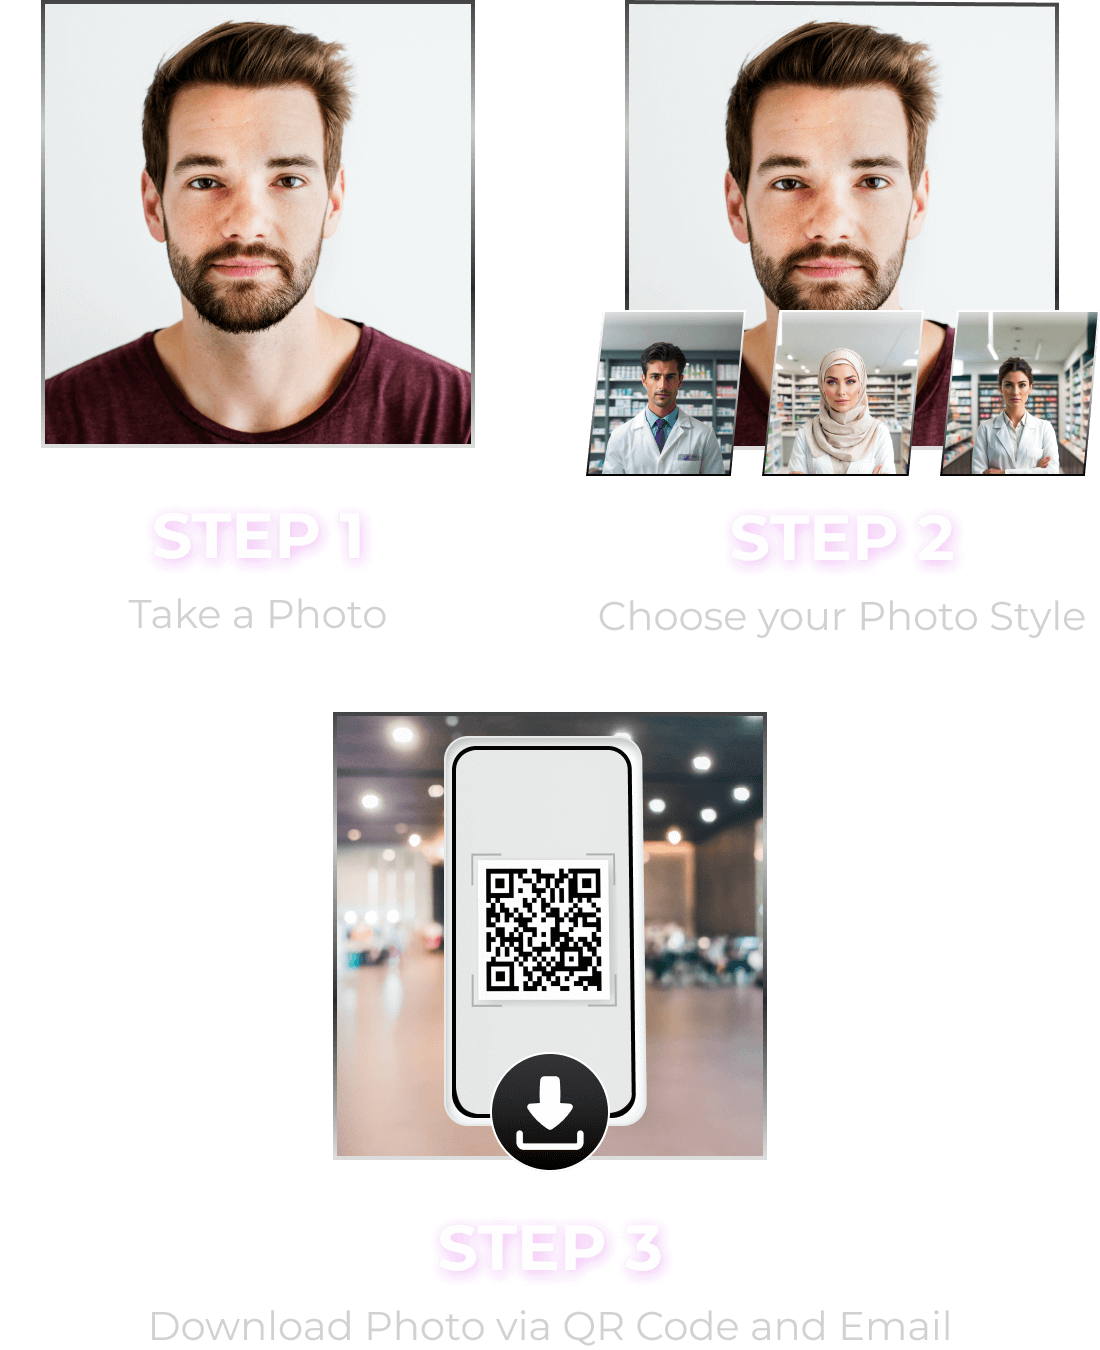 STEP 1
Take a Photo
STEP 2
Choose your Photo Style
STEP 3
Download Photo via QR Code and Email